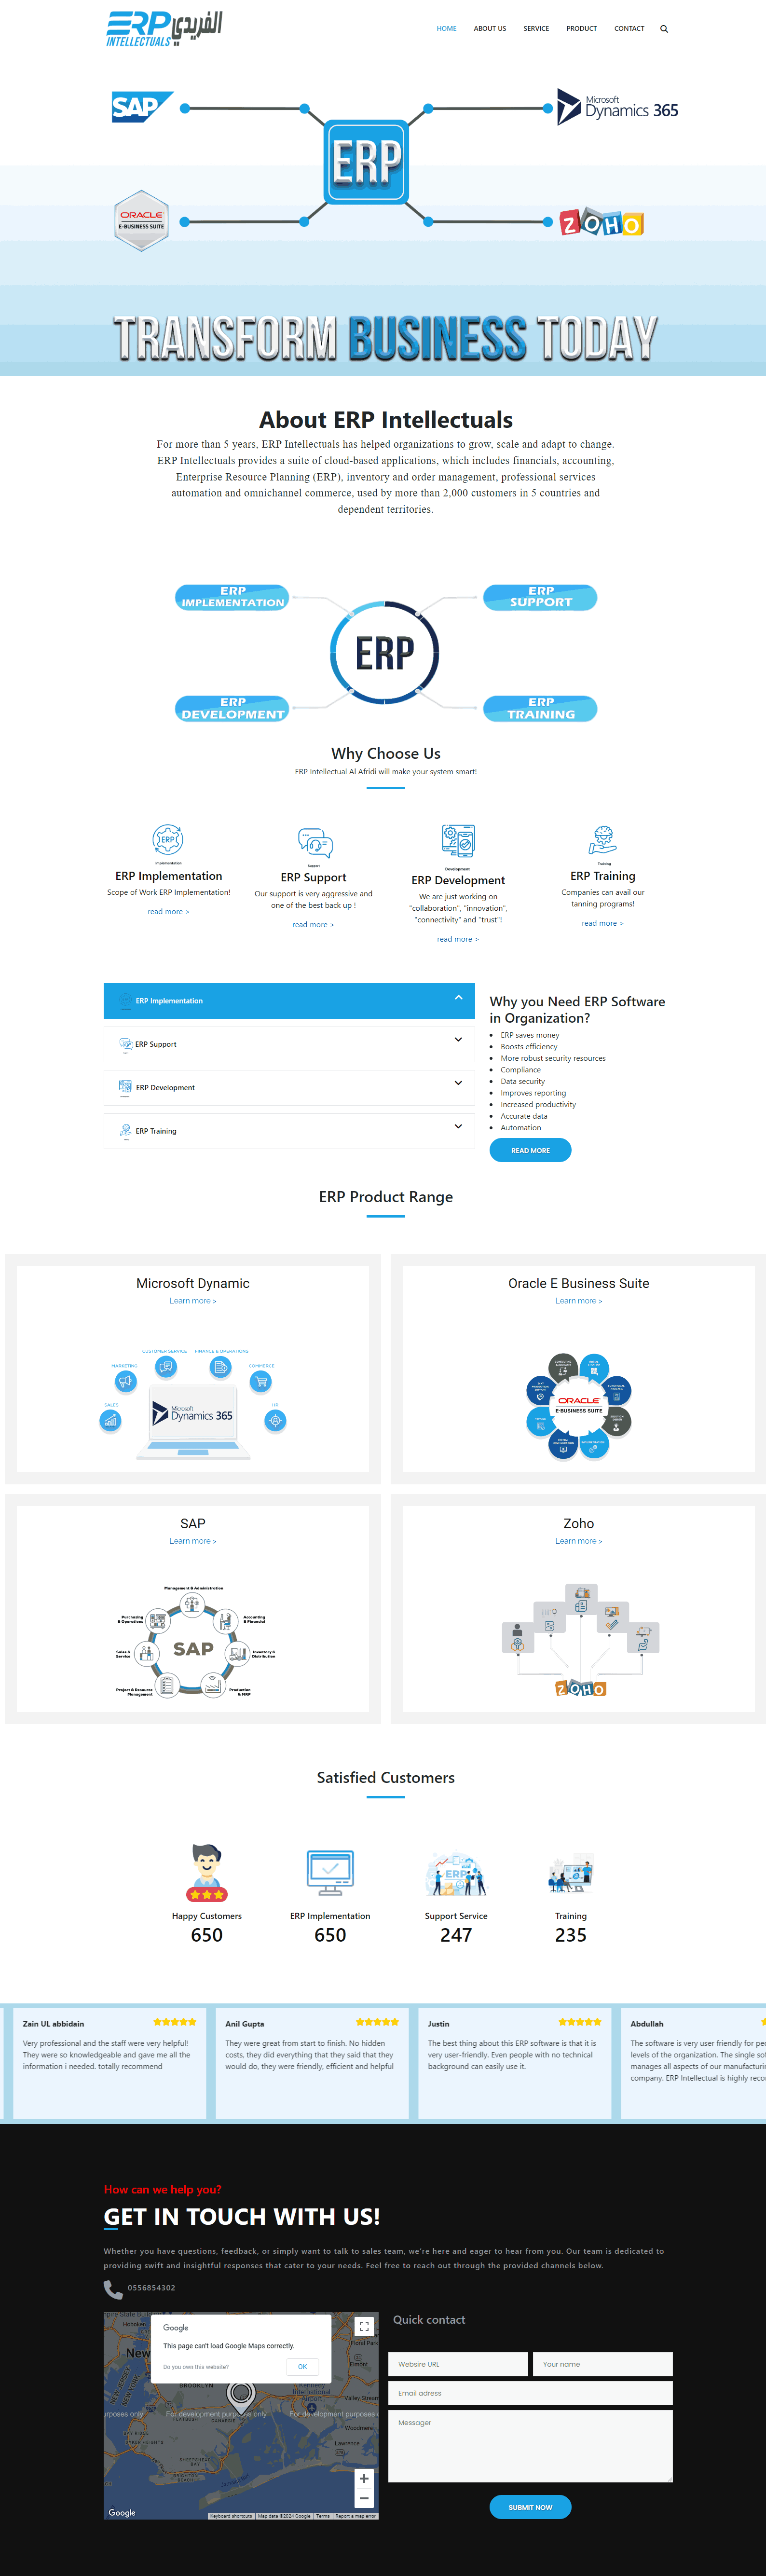 ERP الفريدي
INTELLECTUALS
HOME
ABOUT US
SERVICE
PRODUCT
CONTACT
SAP
Microsoft
Dynamics 365
ERP
ORACLE
E-BUSINESS SUITE
ZOHO
TRANSFORM BUSINESS TODAY
About ERP Intellectuals
For more than 5 years, ERP Intellectuals has helped organizations to grow, scale and adapt to change.
ERP Intellectuals provides a suite of cloud-based applications, which includes financials, accounting,
Enterprise Resource Planning (ERP), inventory and order management, professional services
automation and omnichannel commerce, used by more than 2,000 customers in 5 countries and
dependent territories.
ERP
IMPLEMENTATION
ERP
SUPPORT
ERP
ERP
DEVELOPMENT
ERP
TRAINING
Why Choose Us
ERP Intellectual Al Afridi will make your system smart!
ERP
Implementation
ERP Implementation
Scope of Work ERP Implementation!
read more >
Support
ERP Support
Our support is very aggressive and
one of the best back up !
read more >
Development
ERP Development
We are just working on
"collaboration", "innovation",
"connectivity" and "trust"!
read more >
Training
ERP Training
Companies can avail our
tanning programs!
read more >
ERP Implementation
ERP Support
ERP Development
ERP Training
Why you Need ERP Software
in Organization?
ERP saves money
Boosts efficiency
More robust security resources
Compliance
Data security
Improves reporting
Increased productivity
Accurate data
Automation
READ MORE
ERP Product Range
Microsoft Dynamic
Learn more >
CUSTOMER SERVICE
FINANCE & OPERATIONS
MARKETING
COMMERCE
SALES
HR
Microsoft
Dynamics 365
Oracle E Business Suite
Learn more >
ORACLE
E-BUSINESS SUITE
SAP
Learn more >
Management & Administration
Purchasing
& Operations
Accounting
& Financial
Sales &
Service
SAP
Inventory &
Distribution
Project & Resource
Management
Production
& MRP
Zoho
Learn more >
ZOHO
Satisfied Customers
Happy Customers
650
ERP Implementation
650
ERP
Support Service
247
Training
235
Zain UL abbidain
Very professional and the staff were very helpful!
They were so knowledgeable and gave me all the
information i needed. totally recommend
Anil Gupta
They were great from start to finish. No hidden
costs, they did everything that they said that they
would do, they were friendly, efficient and helpful
Justin
The best thing about this ERP software is that it is
very user-friendly. Even people with no technical
background can easily use it.
Abdullah
The software is very user friendly for
levels of the organization. The single
manages all aspects of our
company. ERP Intellectual is highly
How can we help you?
GET IN TOUCH WITH US!
Whether you have questions, feedback, or simply want to talk to sales team, we're here and eager to hear from you. Our team is dedicated to
providing swift and insightful responses that cater to your needs. Feel free to reach out through the provided channels below.
0556854302
Google
This page can't load Google Maps correctly.
Do you own this website?
OK
Floral Park
Elmont
New
BROOKLYN
International
Airport
Valley Stream
CANARSIE
For development purposes only
Woodmere
Lawrence
Google
Keyboard shortcuts
Map data ©2024 Google
Terms
Report a map error
Quick contact
Website URL
Your name
Email adress
Messager
SUBMIT NOW